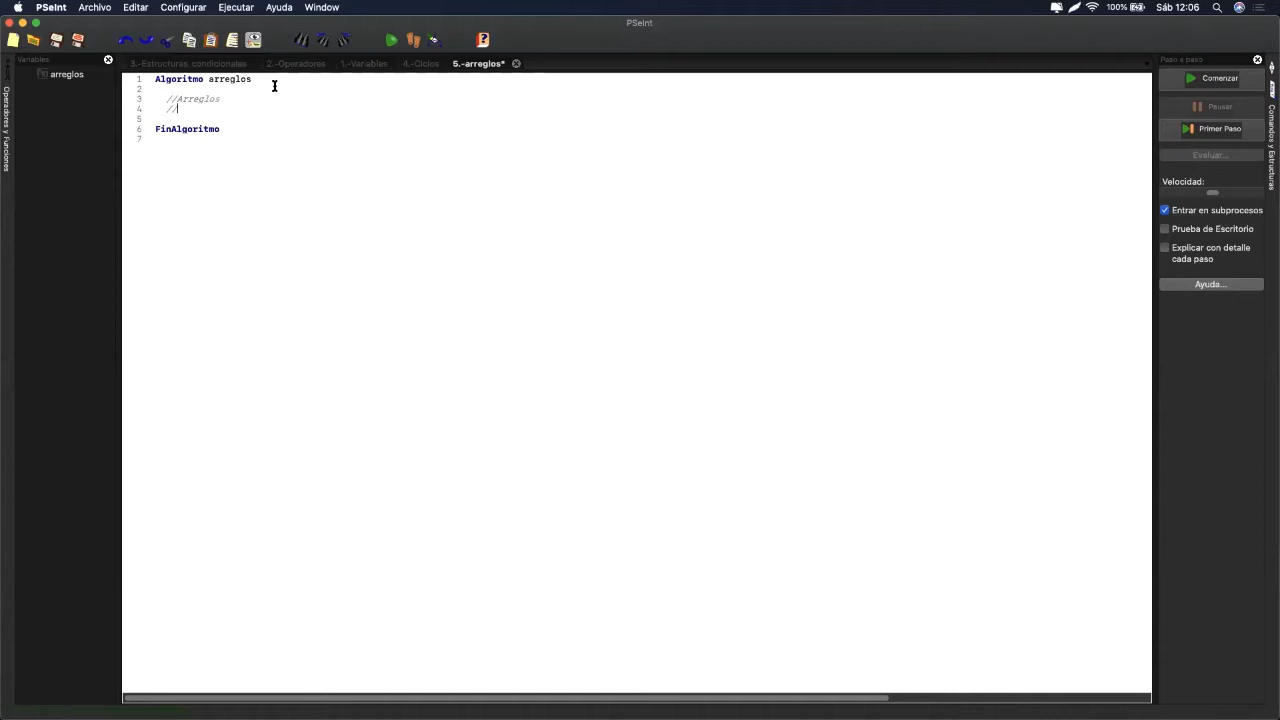 PSeInt Archivo Editar Configurar Ejecutar Ayuda Window 100% Sáb 12:06
PSeInt
Variables
arreglos
Operadores y Funciones
3.-Estructuras_condicionales 2.-Operadores 1.-Variables 4.-Ciclos 5.-arreglos*
1 Algoritmo arreglos
2
3 //Arreglos
4 //
5
6 FinAlgoritmo
7
Paso a paso
Comenzar
Pausar
Primer Paso
Evaluar...
Velocidad:
Entrar en subprocesos
Prueba de Escritorio
Explicar con detalle
cada paso
Ayuda...
Comandos y Estructuras